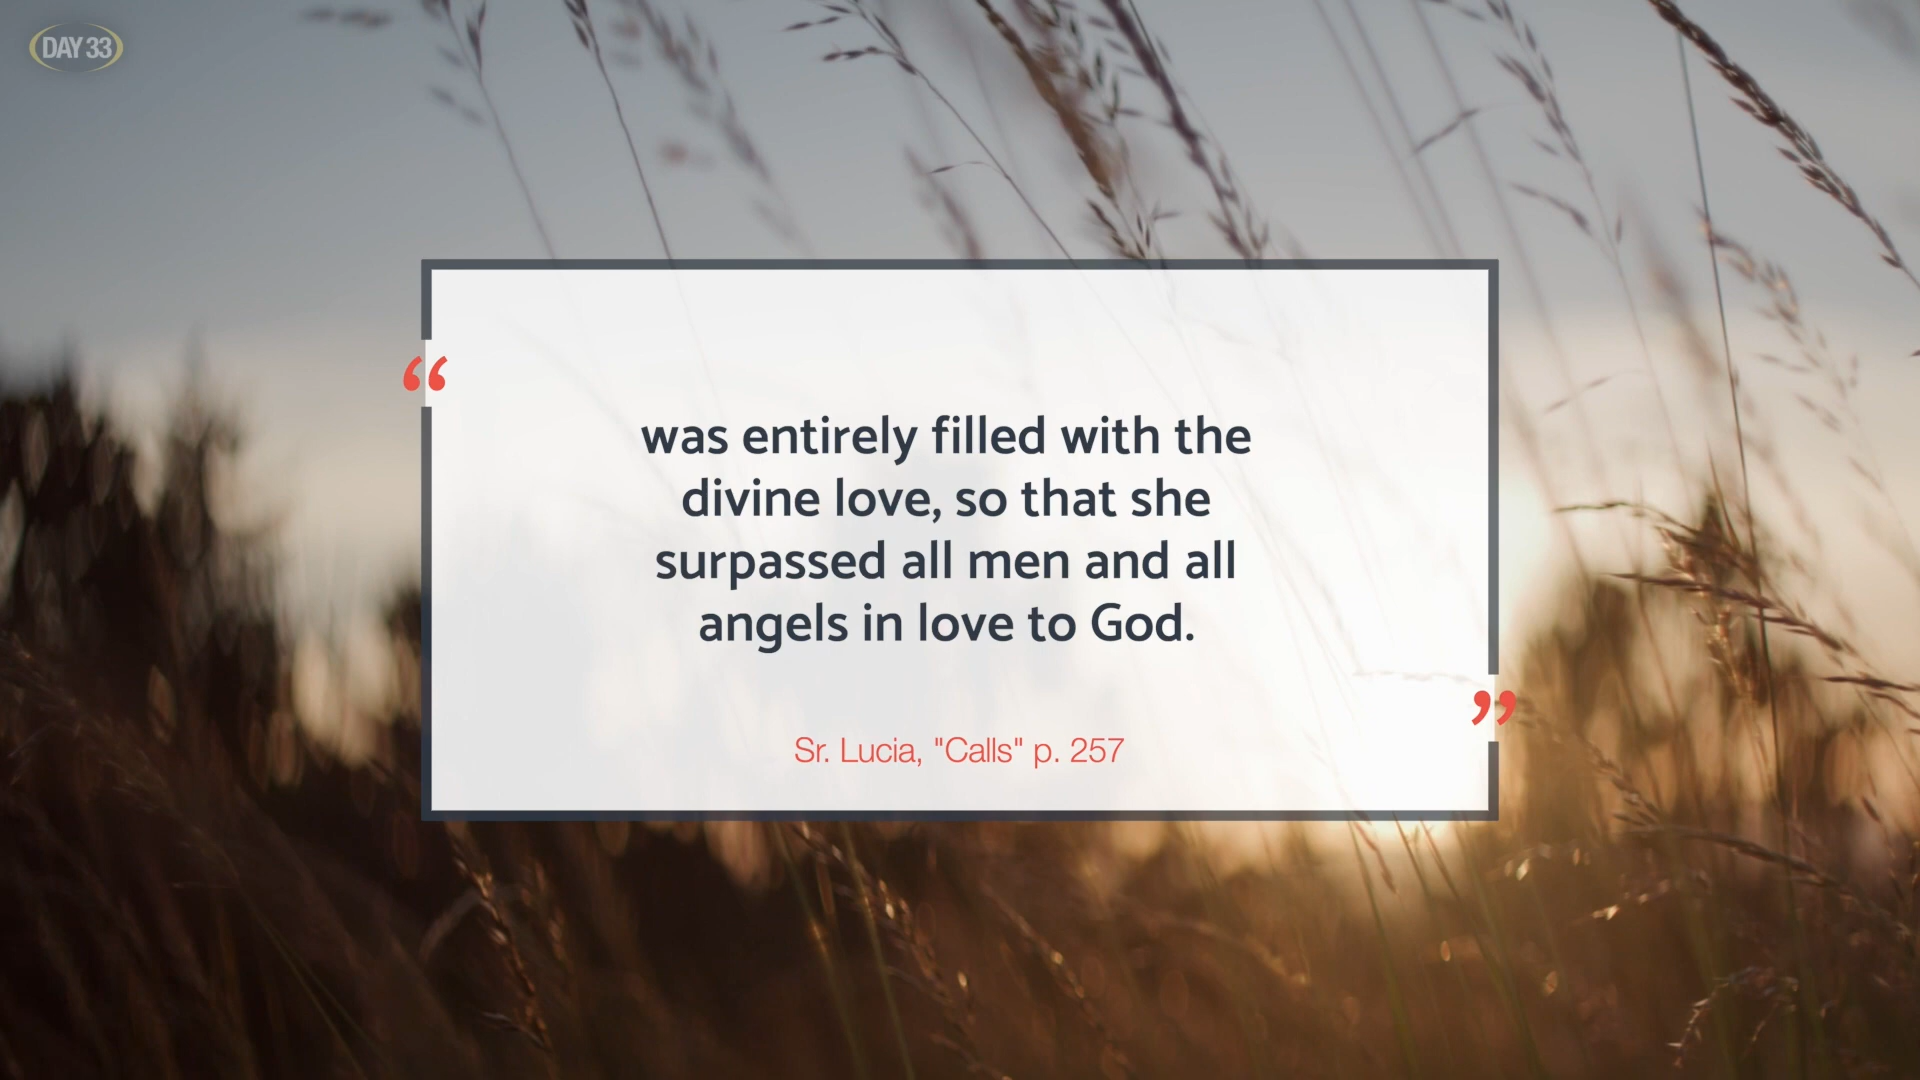 DAY 33
“
was entirely filled with the
divine love, so that she
surpassed all men and all
angels in love to God.
”
Sr. Lucia, "Calls" p. 257